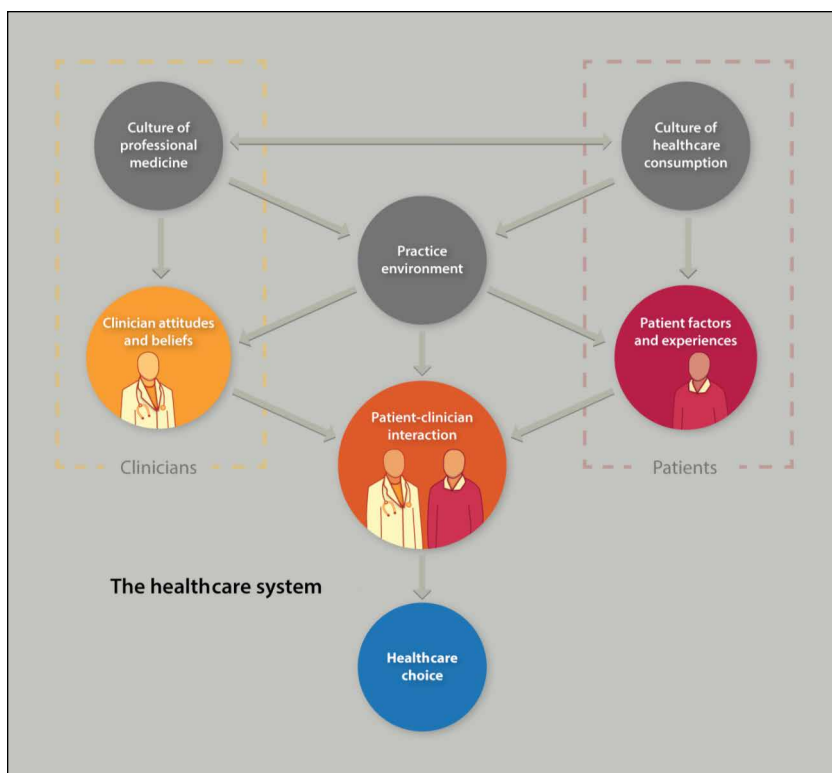 Culture of
professional
medicine
Culture of
healthcare
consumption
Practice
environment
Clinician attitudes
and beliefs
Patient factors
and experiences
Patient-clinician
interaction
Clinicians
Patients
The healthcare system
Healthcare
choice